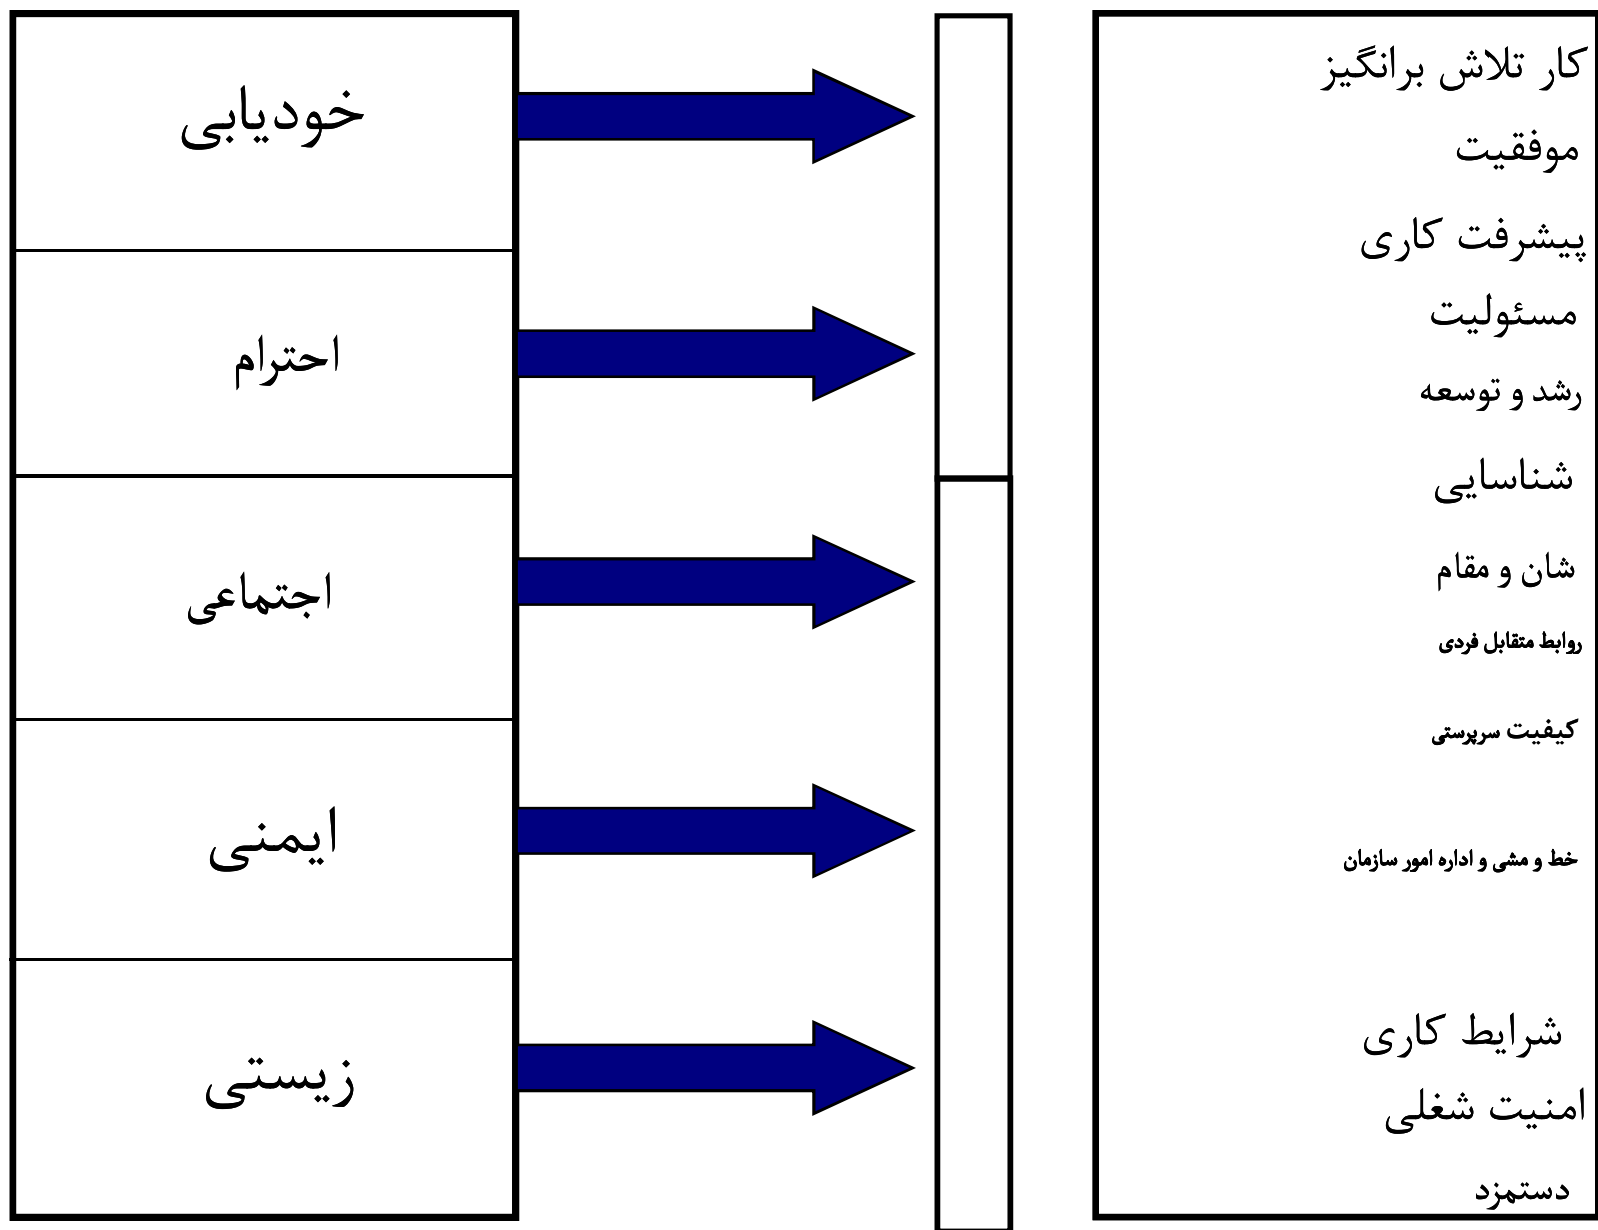 کار تلاش برانگیز
موفقیت
پیشرفت کاری
مسئولیت
رشد و توسعه
شناسایی
شان و مقام
روابط متقابل فردی
کیفیت سرپرستی
خط و مشی و اداره امور سازمان
شرایط کاری
امنیت شغلی
دستمزد
خودیابی
احترام
اجتماعی
ایمنی
زیستی